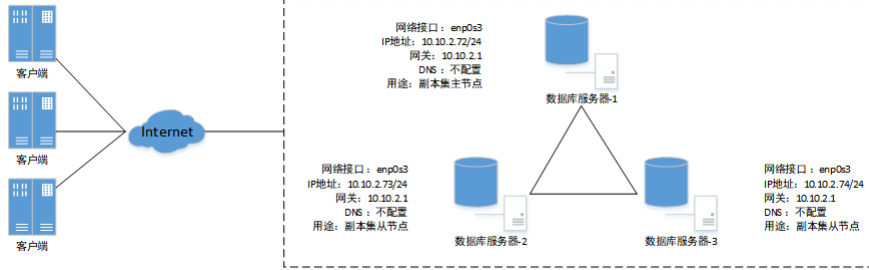 客户端
客户端
客户端
Internet
网络接口：enp0s3
IP地址：10.10.2.72/24
网关：10.10.2.1
DNS：不配置
用途：副本集主节点
数据库服务器-1
网络接口：enp0s3
IP地址：10.10.2.73/24
网关：10.10.2.1
DNS：不配置
用途：副本集从节点
数据库服务器-2
数据库服务器-3
网络接口：enp0s3
IP地址：10.10.2.74/24
网关：10.10.2.1
DNS：不配置
用途：副本集从节点